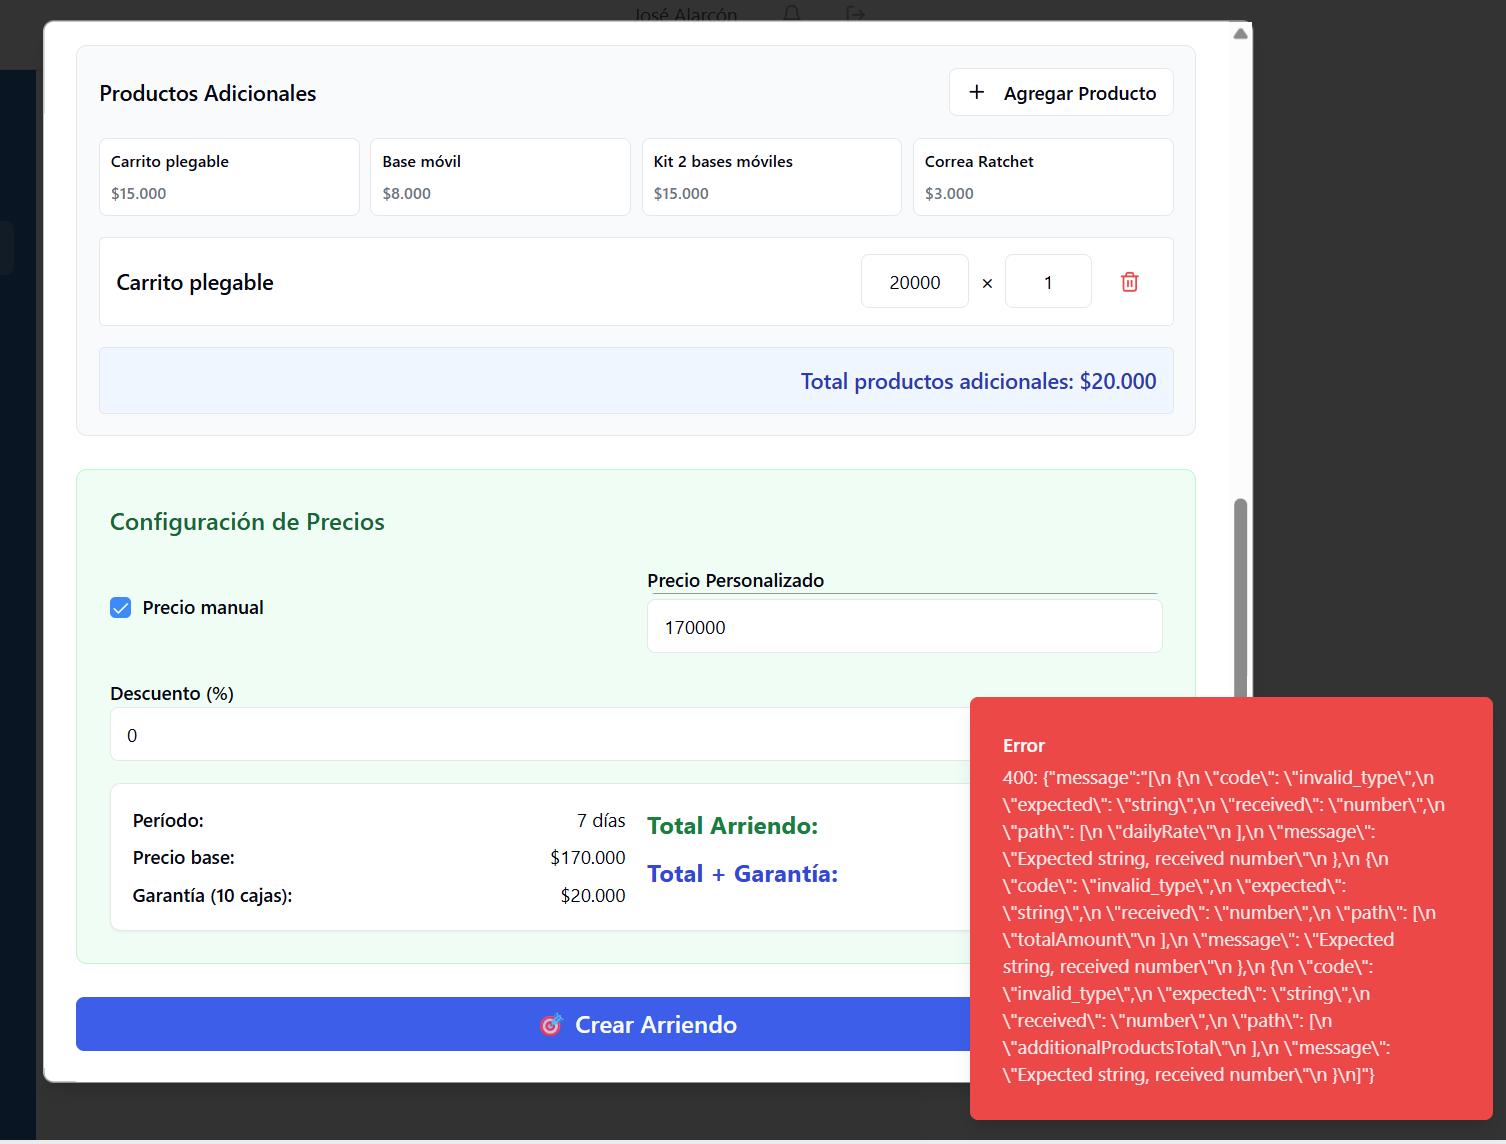 José Alarcón
Productos Adicionales
+ Agregar Producto
Carrito plegable
$15.000
Base móvil
$8.000
Kit 2 bases móviles
$15.000
Correa Ratchet
$3.000
Carrito plegable
20000 × 1
Total productos adicionales: $20.000
Configuración de Precios
Precio manual
Precio Personalizado
170000
Descuento (%)
0
Período: 7 días
Precio base: $170.000
Garantía (10 cajas): $20.000
Total Arriendo:
Total + Garantía:
Crear Arriendo
Error
400: {"message":"[\n {\n \"code\": \"invalid_type\",\n
\"expected\": \"string\",\n \"received\": \"number\",\n
\"path\": [\n \"dailyRate\"\n ],\n \"message\":
\"Expected string, received number\"\n },\n {\n
\"code\": \"invalid_type\",\n \"expected\":
\"string\",\n \"received\": \"number\",\n \"path\": [\n
\"totalAmount\"\n ],\n \"message\": \"Expected
string, received number\"\n },\n {\n \"code\":
\"invalid_type\",\n \"expected\": \"string\",\n
\"received\": \"number\",\n \"path\": [\n
\"additionalProductsTotal\"\n ],\n \"message\":
\"Expected string, received number\"\n }\n]"}